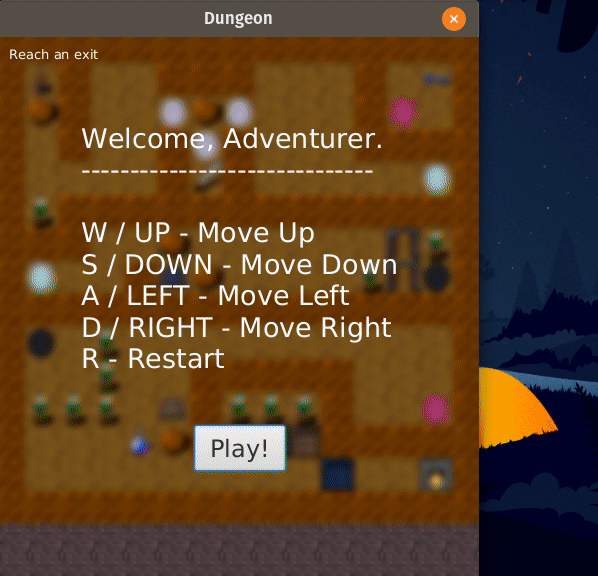 Dungeon
Reach an exit
Welcome, Adventurer.
------------------------------
W / UP - Move Up
S / DOWN - Move Down
A / LEFT - Move Left
D / RIGHT - Move Right
R - Restart
Play!